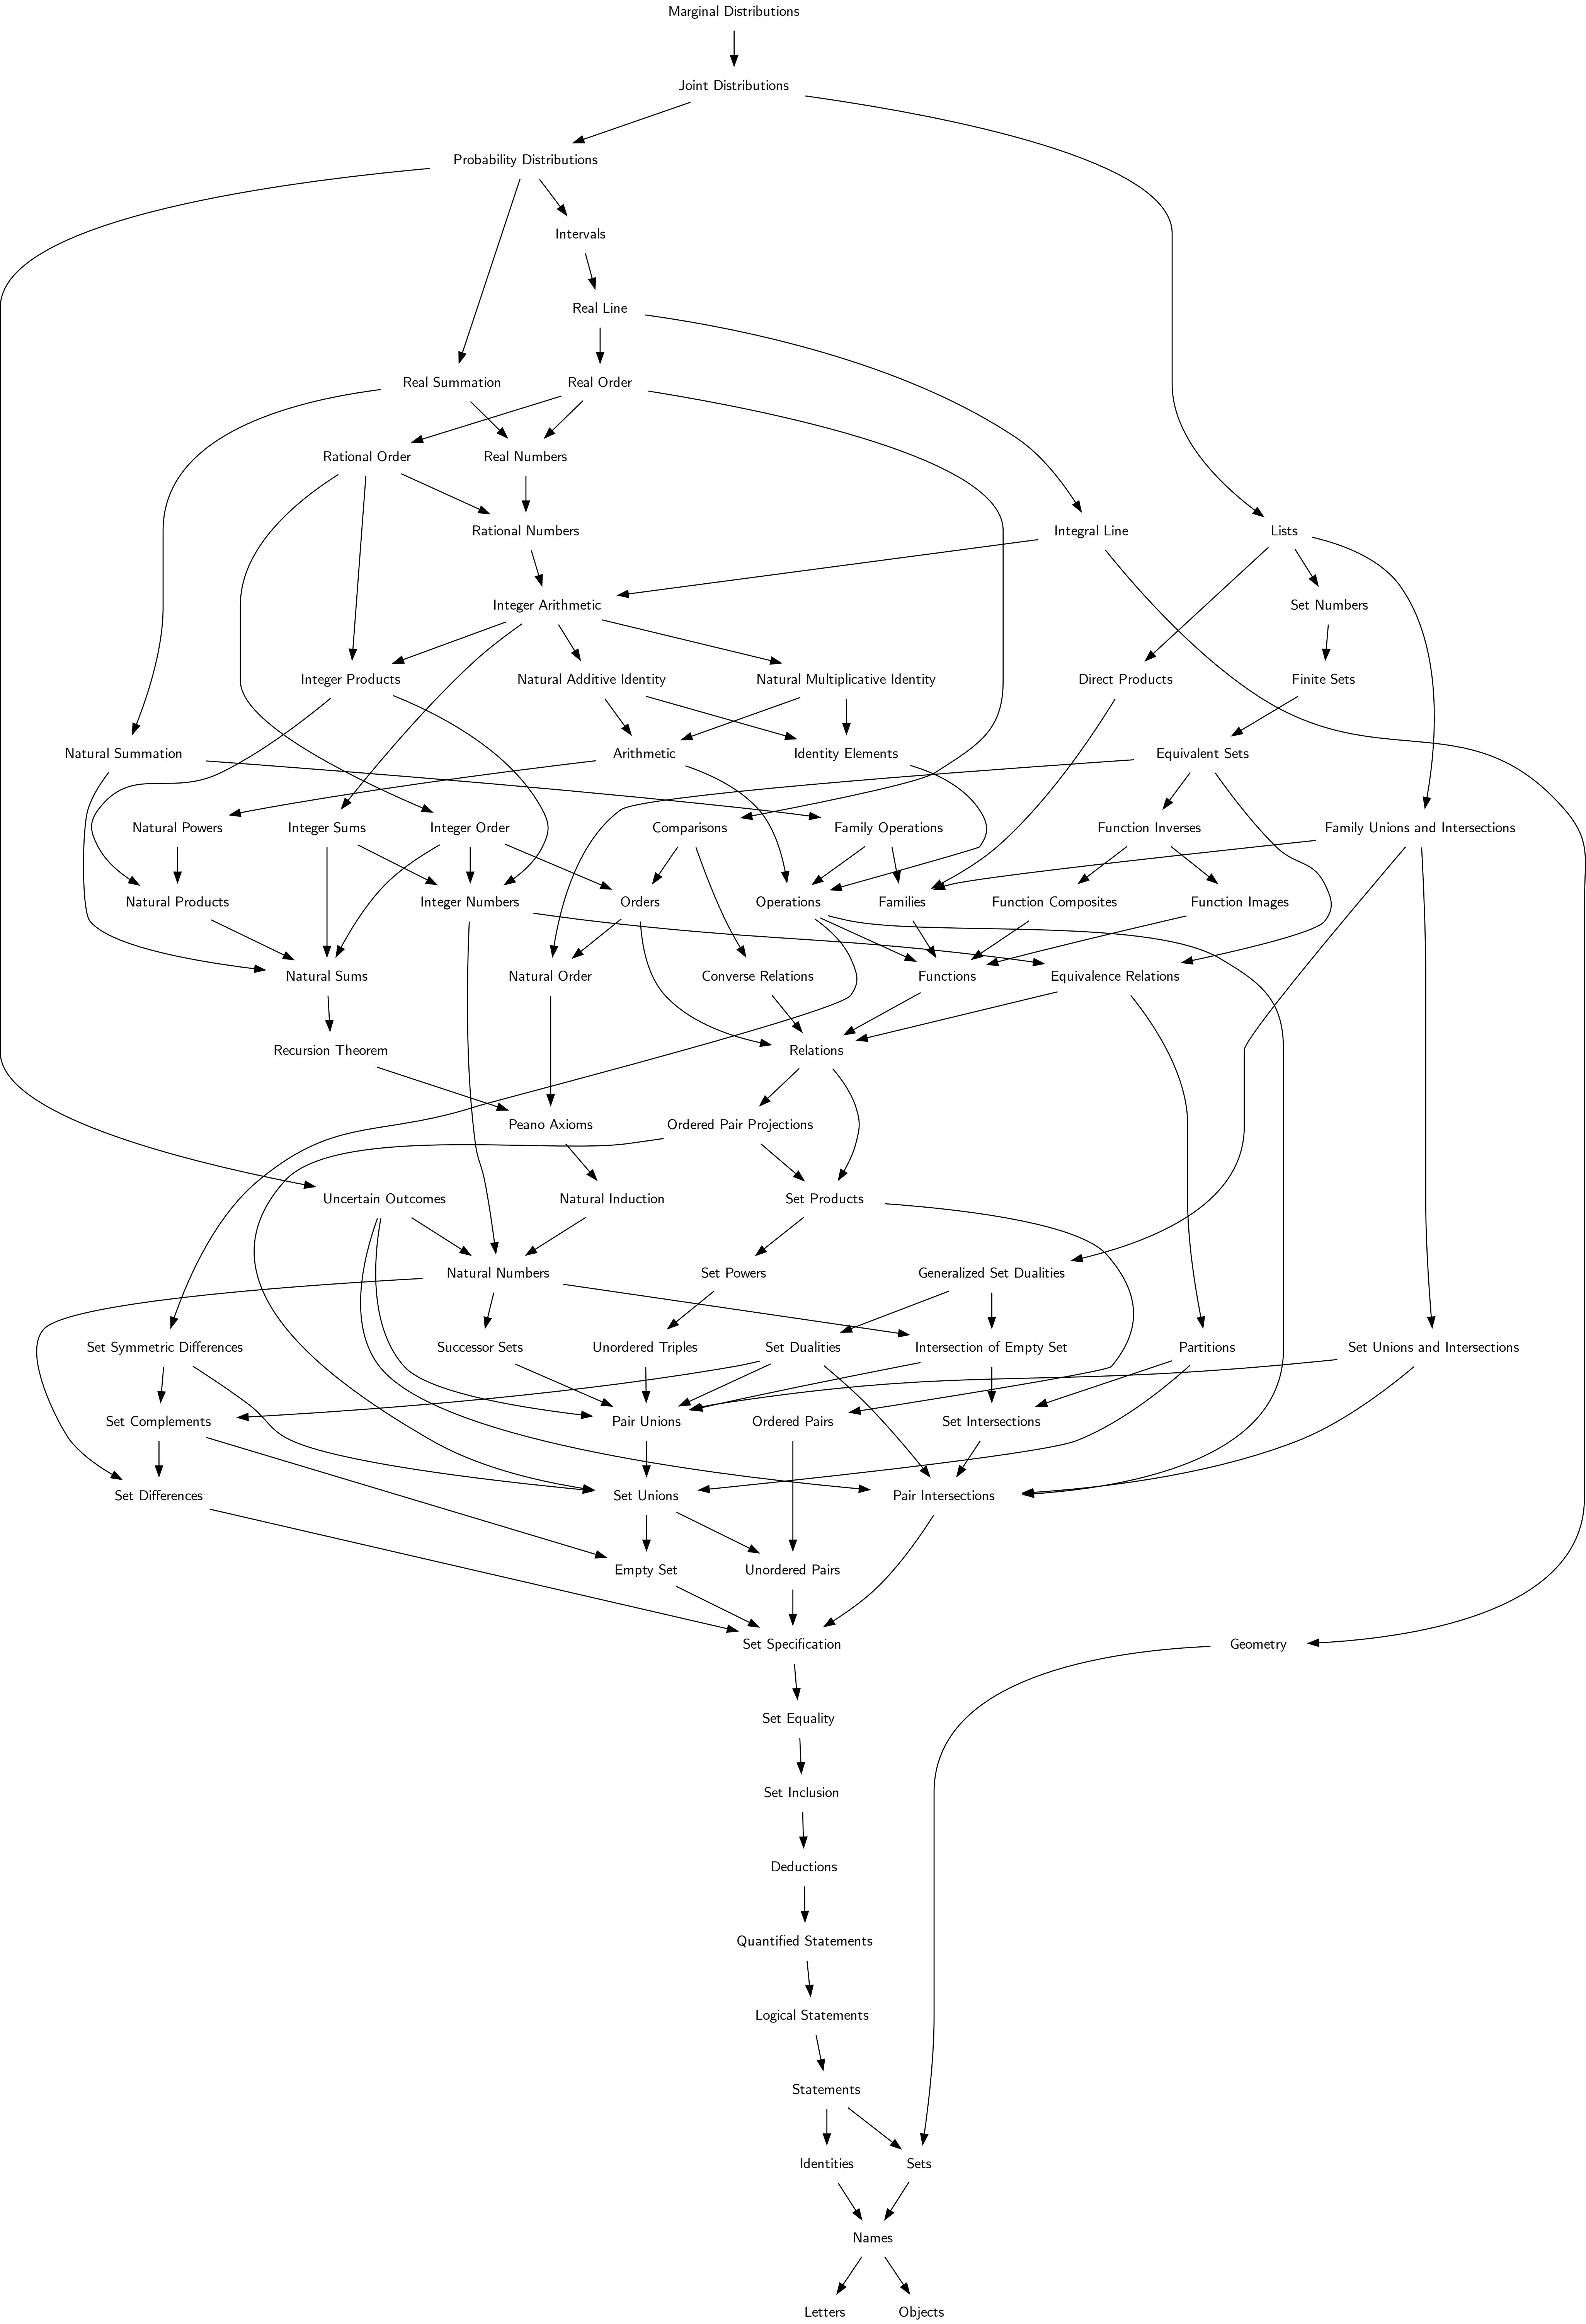 Marginal Distributions
Joint Distributions
Probability Distributions
Intervals
Real Line
Real Summation
Real Order
Rational Order
Real Numbers
Rational Numbers
Integral Line
Lists
Integer Arithmetic
Set Numbers
Integer Products
Natural Additive Identity
Natural Multiplicative Identity
Direct Products
Finite Sets
Natural Summation
Arithmetic
Identity Elements
Equivalent Sets
Natural Powers
Integer Sums
Integer Order
Comparisons
Family Operations
Function Inverses
Family Unions and Intersections
Natural Products
Integer Numbers
Orders
Operations
Families
Function Composites
Function Images
Natural Sums
Natural Order
Converse Relations
Functions
Equivalence Relations
Recursion Theorem
Relations
Peano Axioms
Ordered Pair Projections
Uncertain Outcomes
Natural Induction
Set Products
Natural Numbers
Set Powers
Generalized Set Dualities
Set Symmetric Differences
Successor Sets
Unordered Triples
Set Dualities
Intersection of Empty Set
Partitions
Set Unions and Intersections
Set Complements
Pair Unions
Ordered Pairs
Set Intersections
Set Differences
Set Unions
Pair Intersections
Empty Set
Unordered Pairs
Set Specification
Geometry
Set Equality
Set Inclusion
Deductions
Quantified Statements
Logical Statements
Statements
Identities
Sets
Names
Letters
Objects